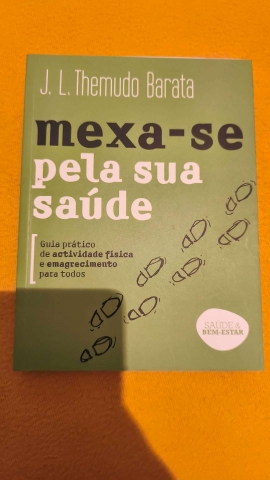 J. L. Themudo Barata
mexa-se
pela sua
saúde
Guia prático
de actividade física
e emagrecimento
para todos
SAÚDE &
BEM-ESTAR